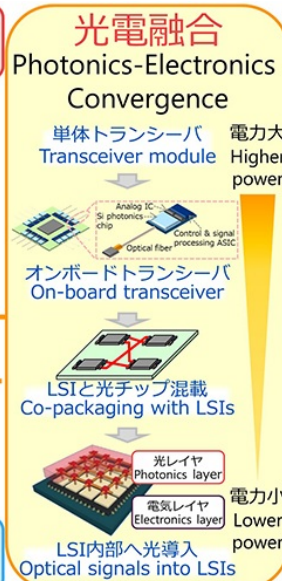 光電融合
Photonics-Electronics
Convergence
単体トランシーバ
Transceiver module
電力大
Higher
power
Analog IC
Si photonics
chip
Optical fiber
Control & signal
processing ASIC
オンボードトランシーバ
On-board transceiver
LSIと光チップ混載
Co-packaging with LSIs
光レイヤ
Photonics layer
電気レイヤ
Electronics layer
電力小
Lower
power
LSI内部へ光導入
Optical signals into LSIs